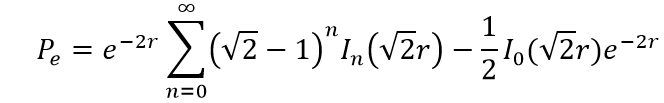 P_e = e^{-2r} \sum_{n=0}^{\infty} (\sqrt{2} - 1)^n I_n(\sqrt{2}r) - \frac{1}{2} I_0(\sqrt{2}r) e^{-2r}